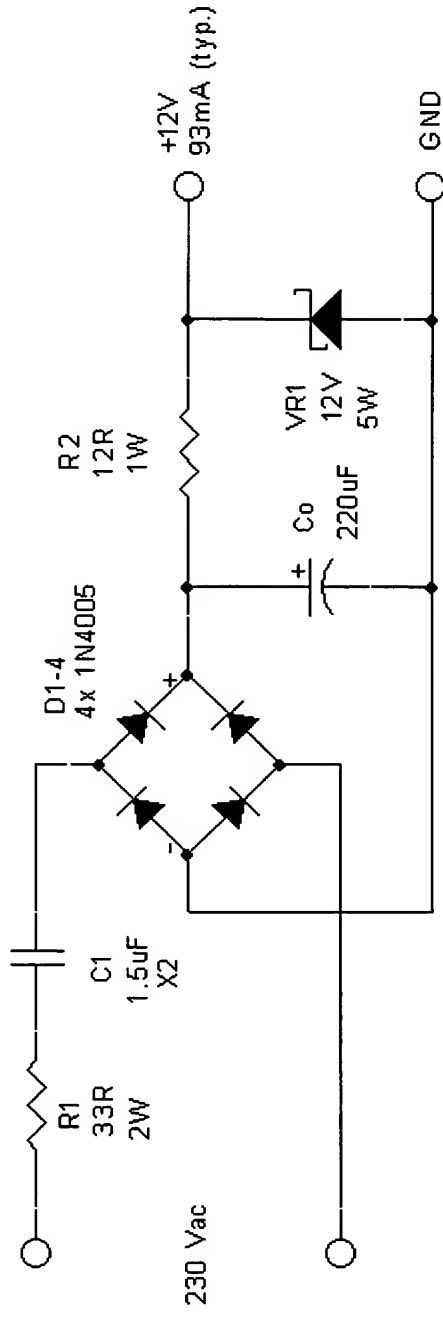 230 Vac
R1
33R
2W
C1
1.5uF
X2
D1-4
4x 1N4005
+
-
R2
12R
1W
+
Co
220uF
VR1
12V
5W
+12V
93mA (typ.)
GND